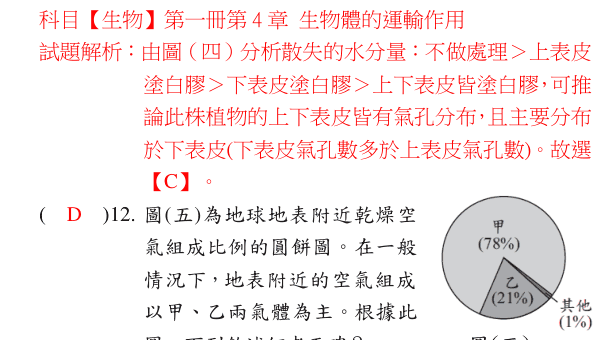 科目【生物】第一冊第 4 章 生物體的運輸作用
試題解析：由圖（四）分析散失的水分量：不做處理＞上表皮
塗白膠＞下表皮塗白膠＞上下表皮皆塗白膠，可推
論此株植物的上下表皮皆有氣孔分布，且主要分布
於下表皮(下表皮氣孔數多於上表皮氣孔數)。故選
【C】。
( D )12. 圖(五)為地球地表附近乾燥空
氣組成比例的圓餅圖。在一般
情況下，地表附近的空氣組成
以甲、乙兩氣體為主。根據此
甲
(78%)
乙
(21%)
其他
(1%)